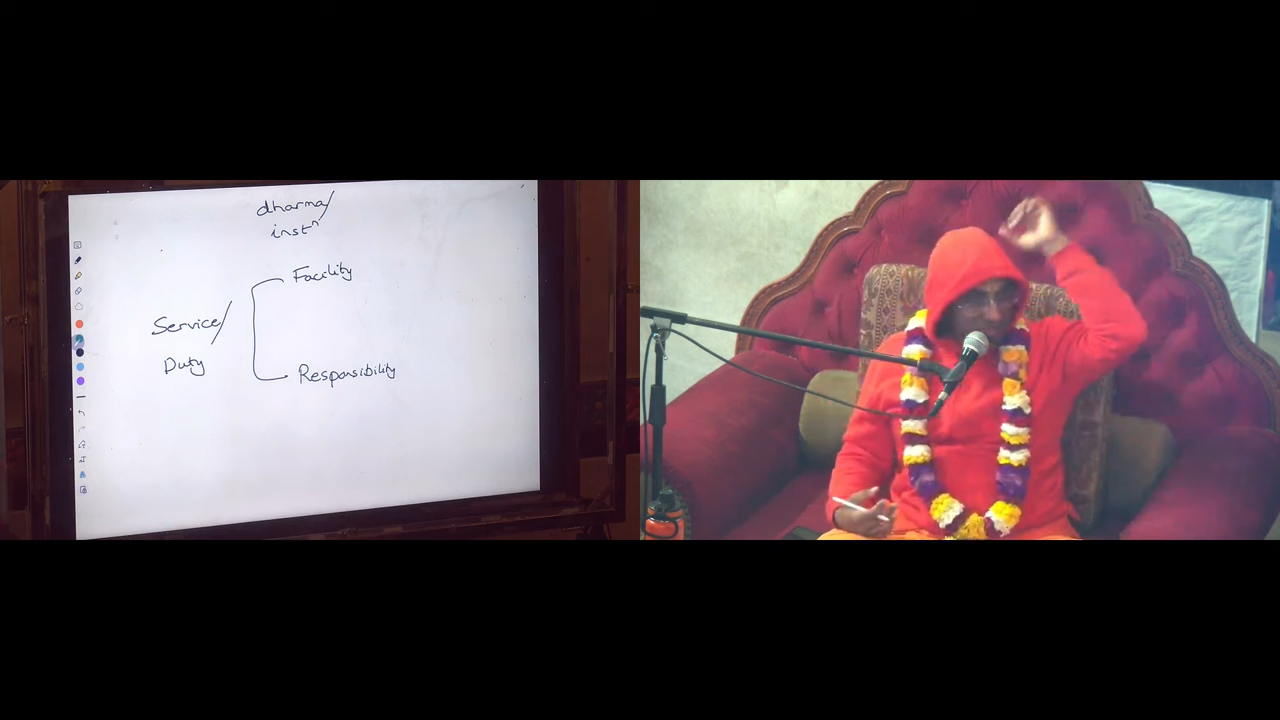 dharma/
instⁿ
Facility
Service/
Duty
Responsibility